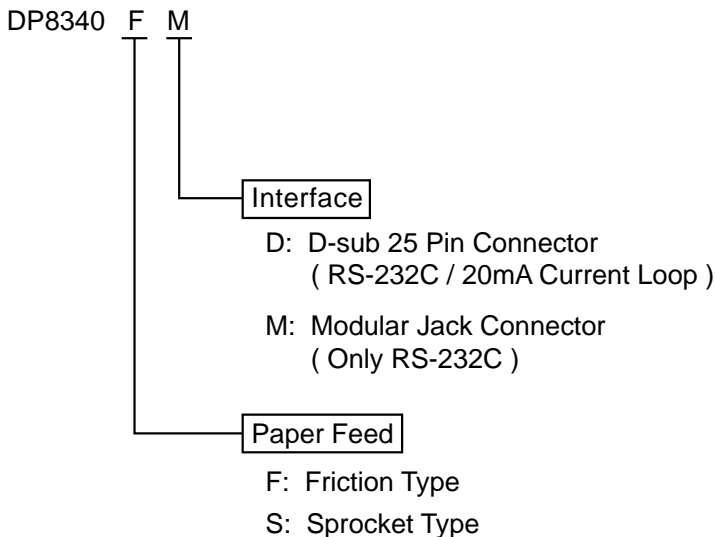 DP8340 F M
Interface
D: D-sub 25 Pin Connector
( RS-232C / 20mA Current Loop )
M: Modular Jack Connector
( Only RS-232C )
Paper Feed
F: Friction Type
S: Sprocket Type